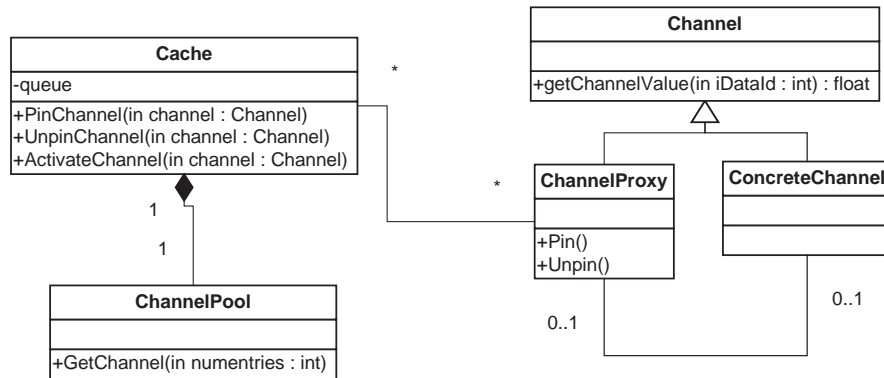 Channel
+getChannelValue(in iDataId : int) : float
Cache
-queue
+PinChannel(in channel : Channel)
+UnpinChannel(in channel : Channel)
+ActivateChannel(in channel : Channel)
*
*
ChannelProxy
+Pin()
+Unpin()
ConcreteChannel
1
1
0..1
0..1
ChannelPool
+GetChannel(in numentries : int)